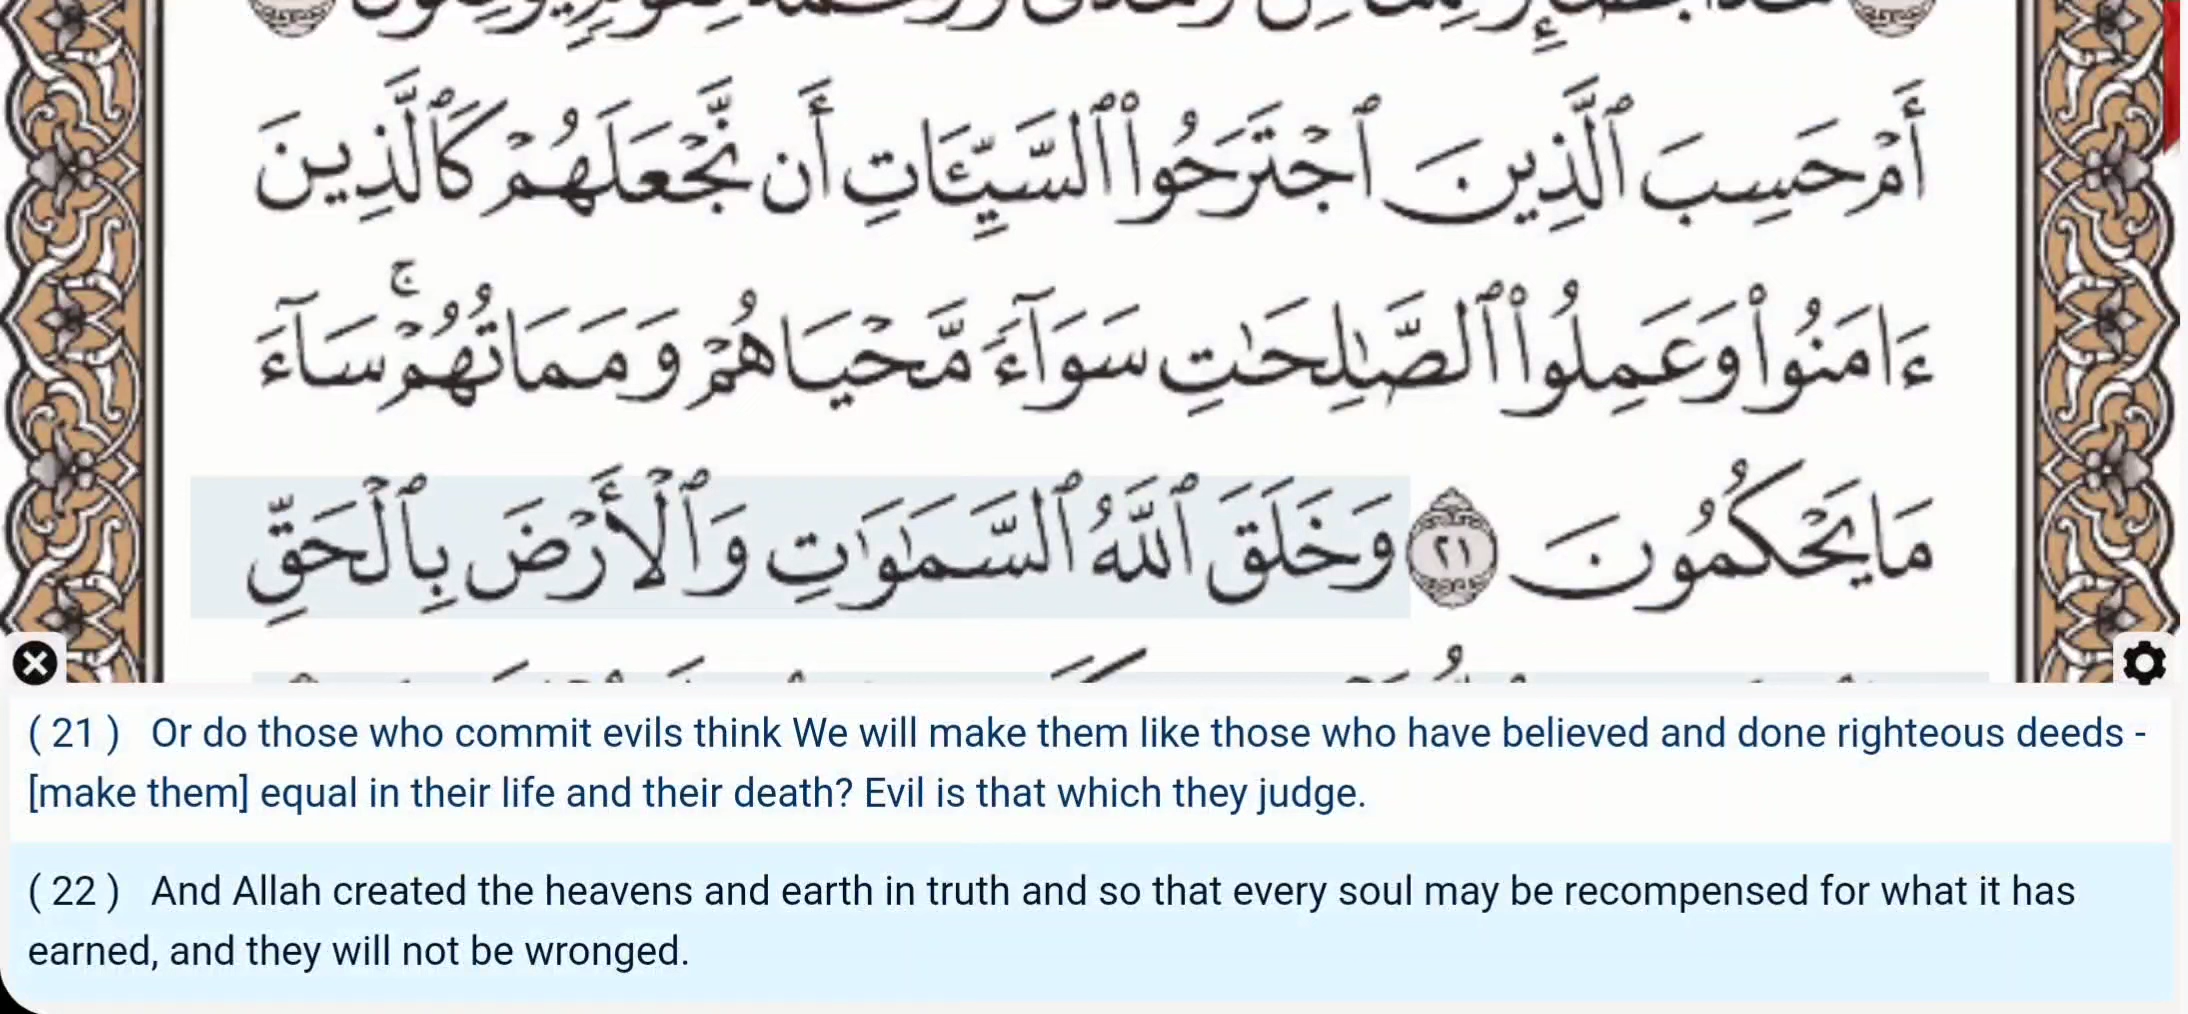 أَمْ حَسِبَ ٱلَّذِينَ ٱجْتَرَحُوا۟ ٱلسَّيِّـَٔاتِ أَن نَّجْعَلَهُمْ كَٱلَّذِينَ
ءَامَنُوا۟ وَعَمِلُوا۟ ٱلصَّـٰلِحَـٰتِ سَوَآءً مَّحْيَاهُمْ وَمَمَاتُهُمْ ۚ سَآءَ
مَا يَحْكُمُونَ ٢١ وَخَلَقَ ٱللَّهُ ٱلسَّمَـٰوَٰتِ وَٱلْأَرْضَ بِٱلْحَقِّ
( 21 ) Or do those who commit evils think We will make them like those who have believed and done righteous deeds -
[make them] equal in their life and their death? Evil is that which they judge.
( 22 ) And Allah created the heavens and earth in truth and so that every soul may be recompensed for what it has
earned, and they will not be wronged.